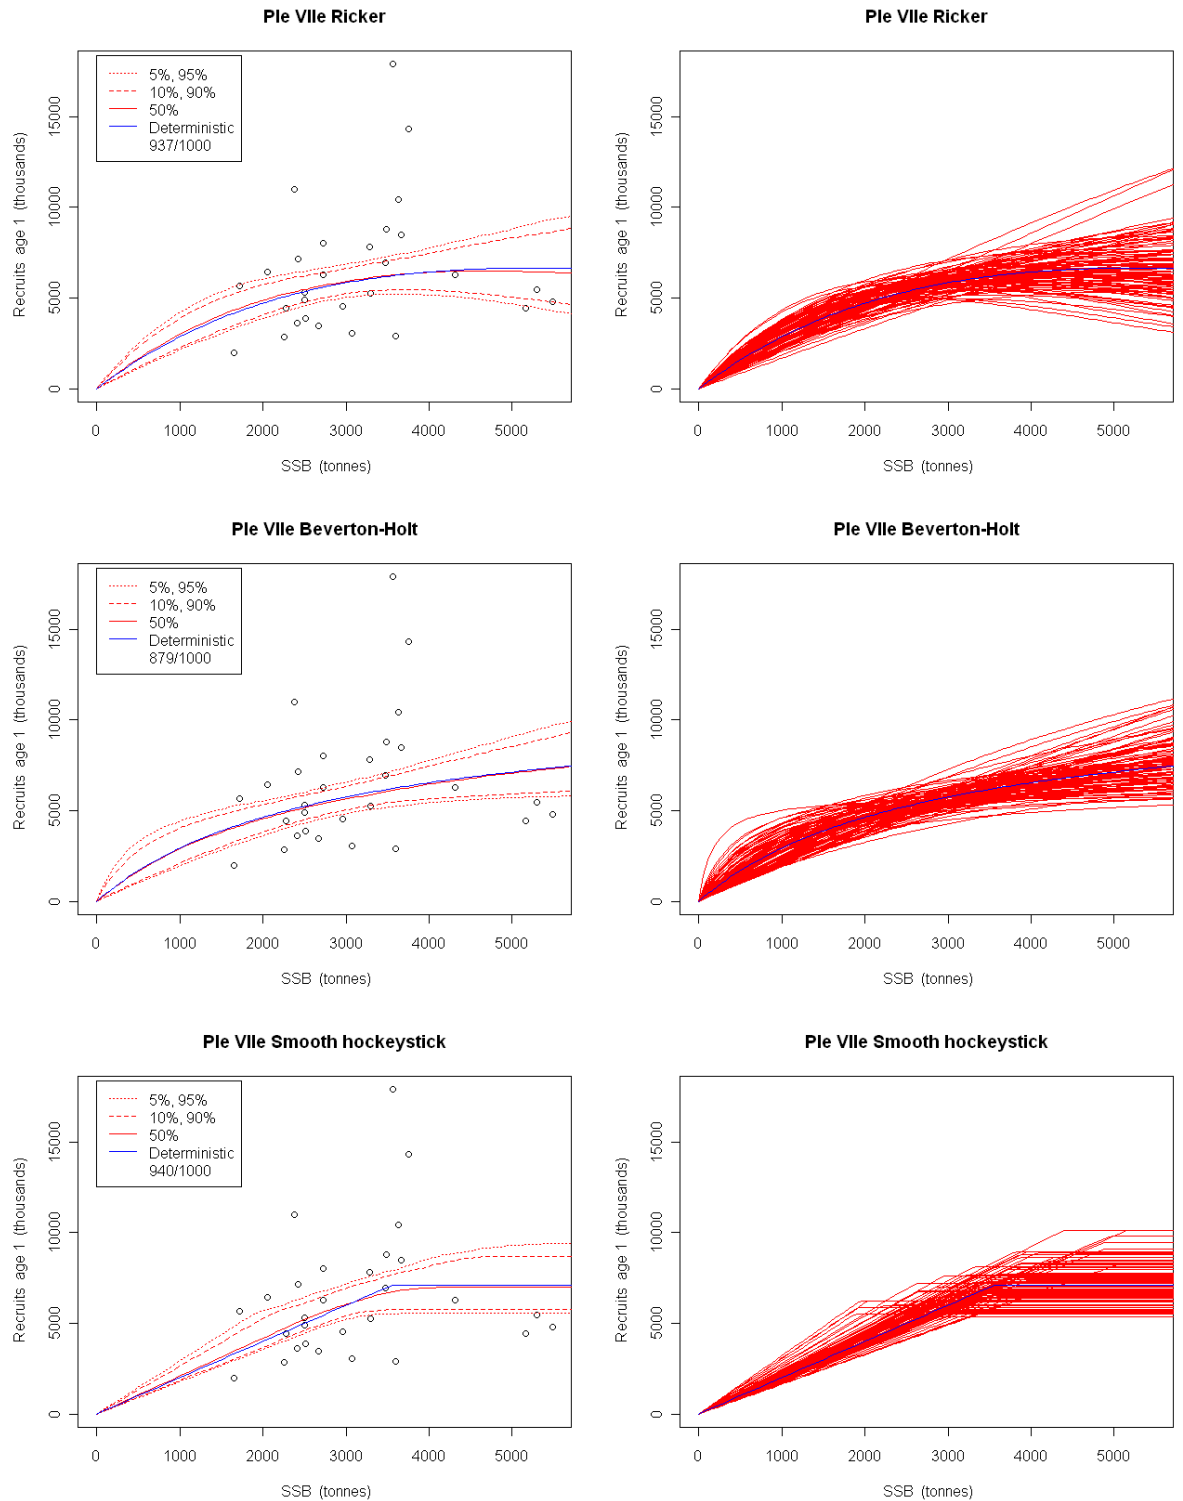 Ple VIIe Ricker
5%, 95%
10%, 90%
50%
Deterministic
937/1000
Recruits age 1 (thousands)
0 5000 10000 15000
0 1000 2000 3000 4000 5000
SSB (tonnes)
Ple VIIe Ricker
Recruits age 1 (thousands)
0 5000 10000 15000
0 1000 2000 3000 4000 5000
SSB (tonnes)
Ple VIIe Beverton-Holt
5%, 95%
10%, 90%
50%
Deterministic
879/1000
Recruits age 1 (thousands)
0 5000 10000 15000
0 1000 2000 3000 4000 5000
SSB (tonnes)
Ple VIIe Beverton-Holt
Recruits age 1 (thousands)
0 5000 10000 15000
0 1000 2000 3000 4000 5000
SSB (tonnes)
Ple VIIe Smooth hockeystick
5%, 95%
10%, 90%
50%
Deterministic
940/1000
Recruits age 1 (thousands)
0 5000 10000 15000
0 1000 2000 3000 4000 5000
SSB (tonnes)
Ple VIIe Smooth hockeystick
Recruits age 1 (thousands)
0 5000 10000 15000
0 1000 2000 3000 4000 5000
SSB (tonnes)